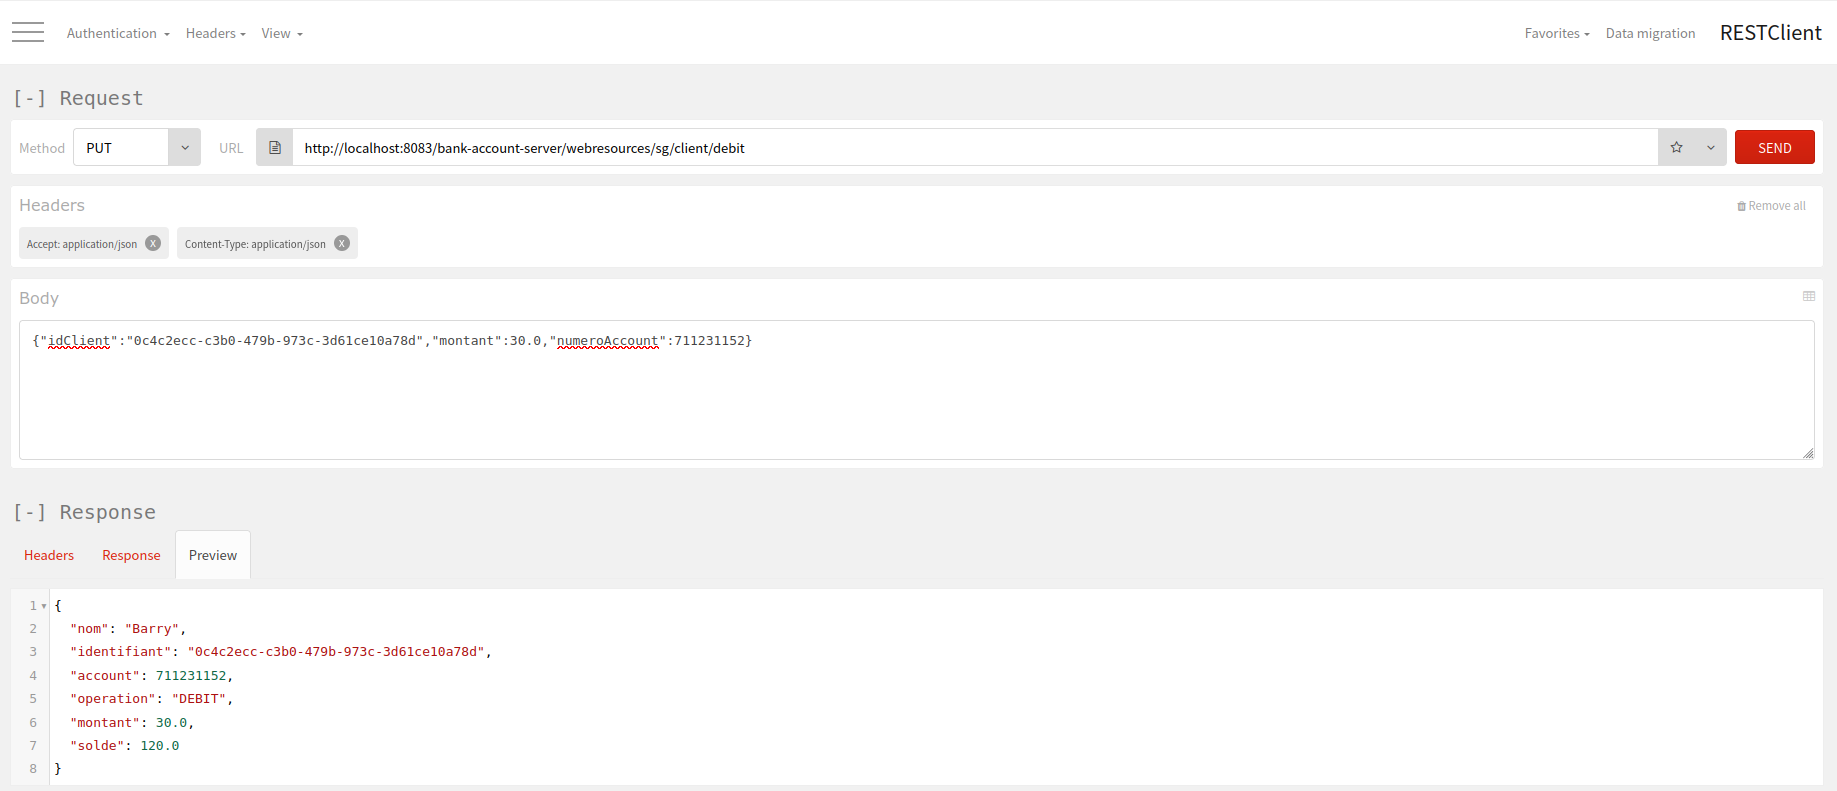 Authentication Headers View Favorites Data migration RESTClient
[-] Request
Method PUT URL http://localhost:8083/bank-account-server/webresources/sg/client/debit SEND
Headers Remove all
Accept: application/json X Content-Type: application/json X
Body
{"idClient":"0c4c2ecc-c3b0-479b-973c-3d61ce10a78d","montant":30.0,"numeroAccount":711231152}
[-] Response
Headers Response Preview
1 {
2 "nom": "Barry",
3 "identifiant": "0c4c2ecc-c3b0-479b-973c-3d61ce10a78d",
4 "account": 711231152,
5 "operation": "DEBIT",
6 "montant": 30.0,
7 "solde": 120.0
8 }